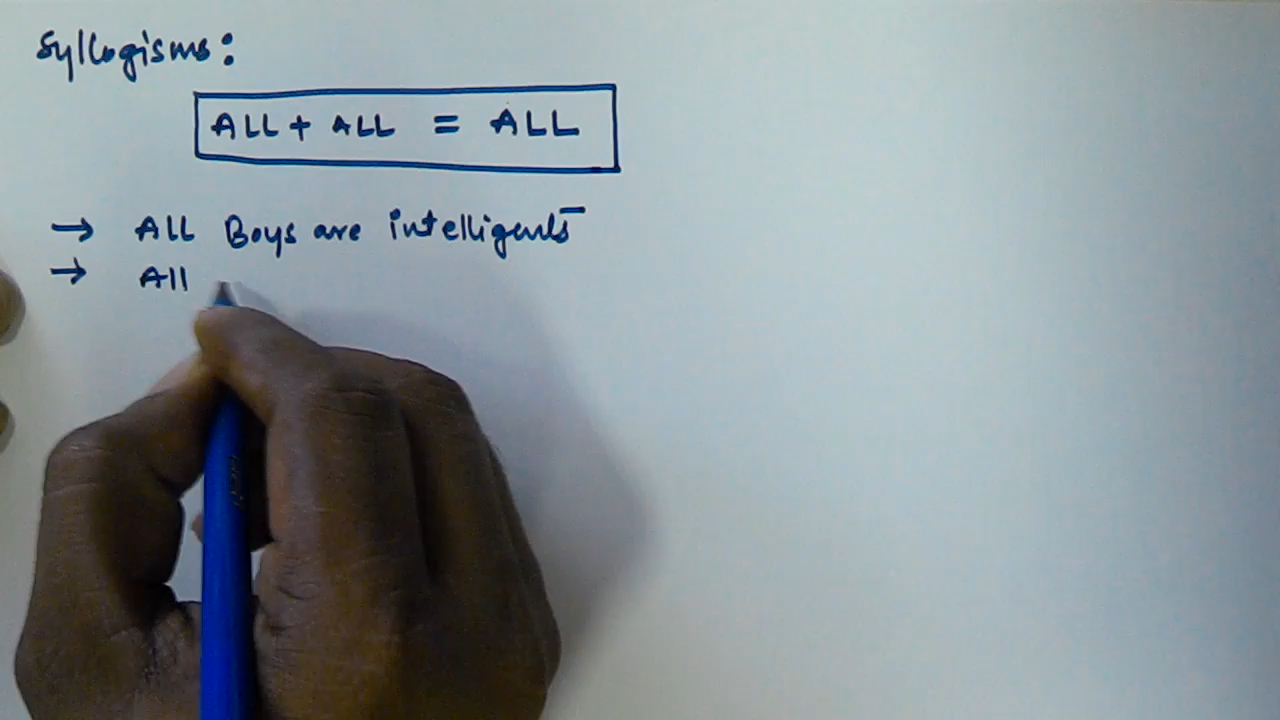 Syllogisms:
ALL + ALL = ALL
→ ALL Boys are intelligents
→ All